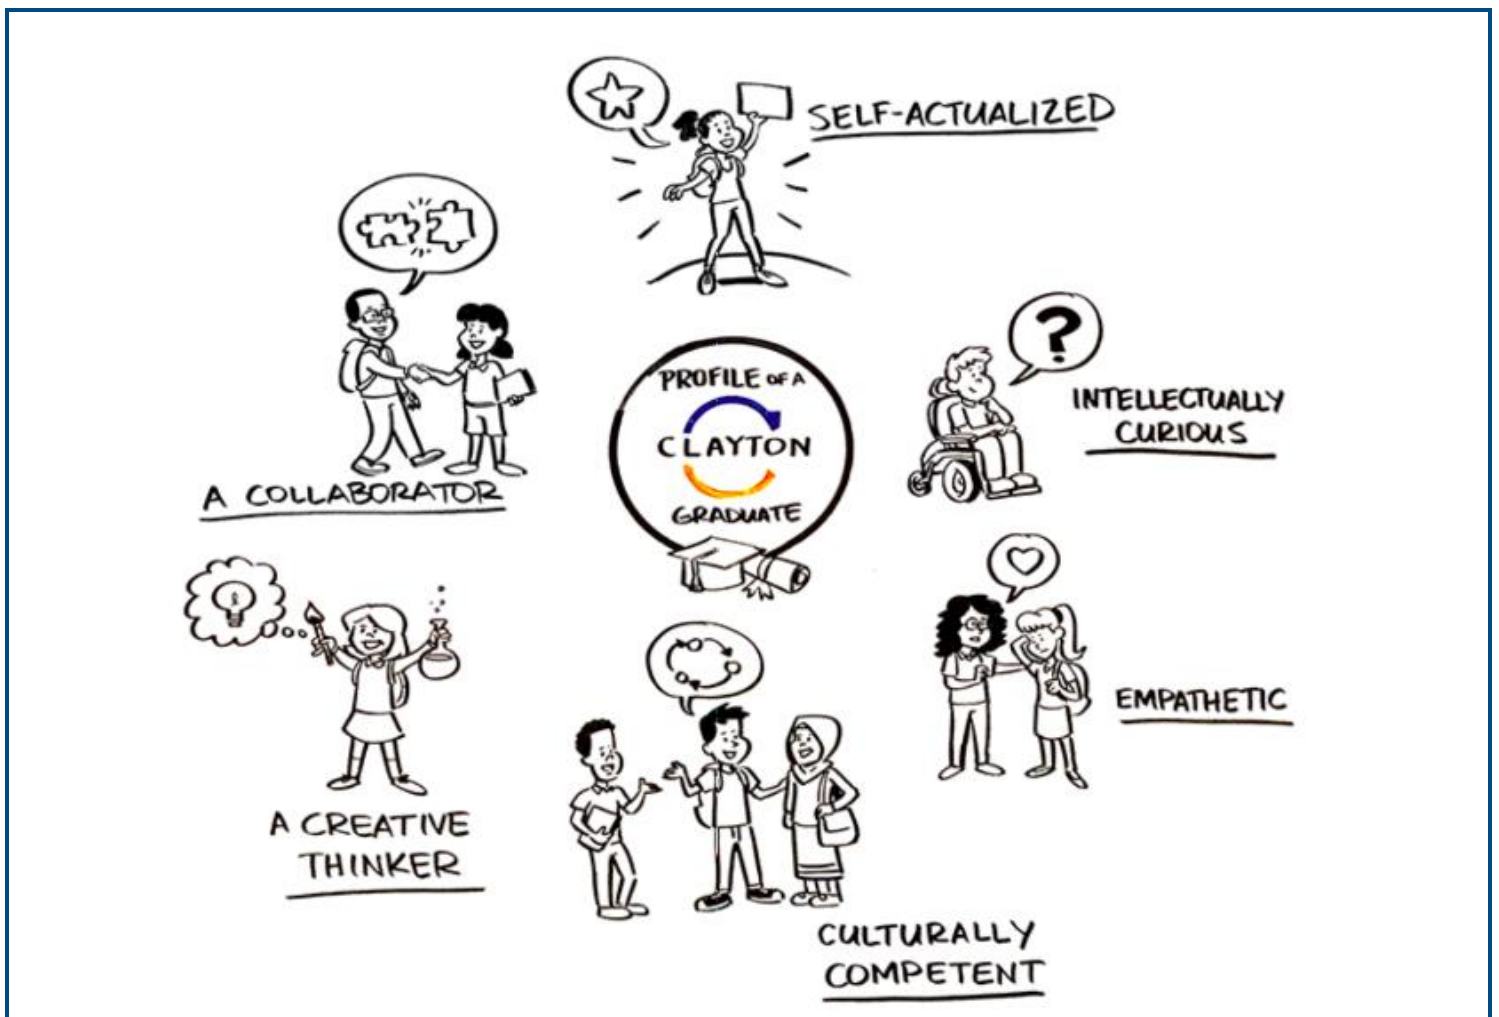 SELF-ACTUALIZED
PROFILE OF A
CLAYTON
GRADUATE
INTELLECTUALLY
CURIOUS
A COLLABORATOR
EMPATHETIC
A CREATIVE
THINKER
CULTURALLY
COMPETENT
?